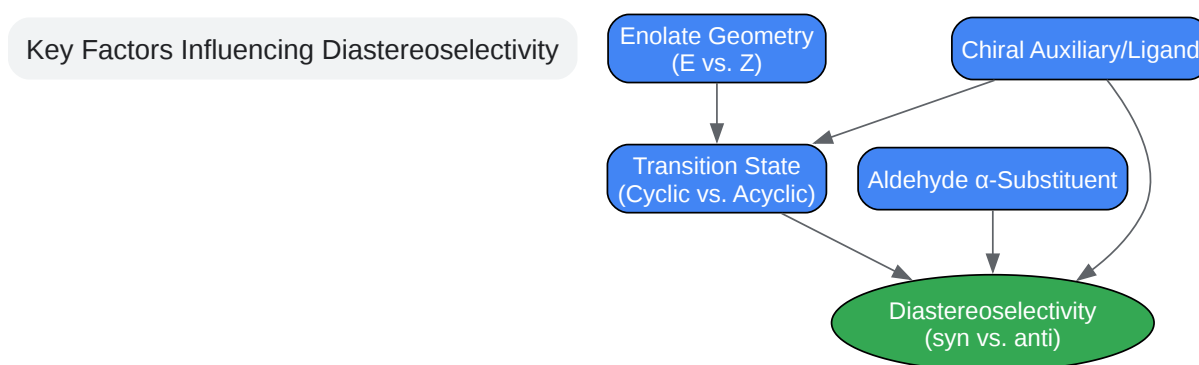 Key Factors Influencing Diastereoselectivity
Enolate Geometry
(E vs. Z)
Chiral Auxiliary/Ligand
Transition State
(Cyclic vs. Acyclic)
Aldehyde α-Substituent
Diastereoselectivity
(syn vs. anti)